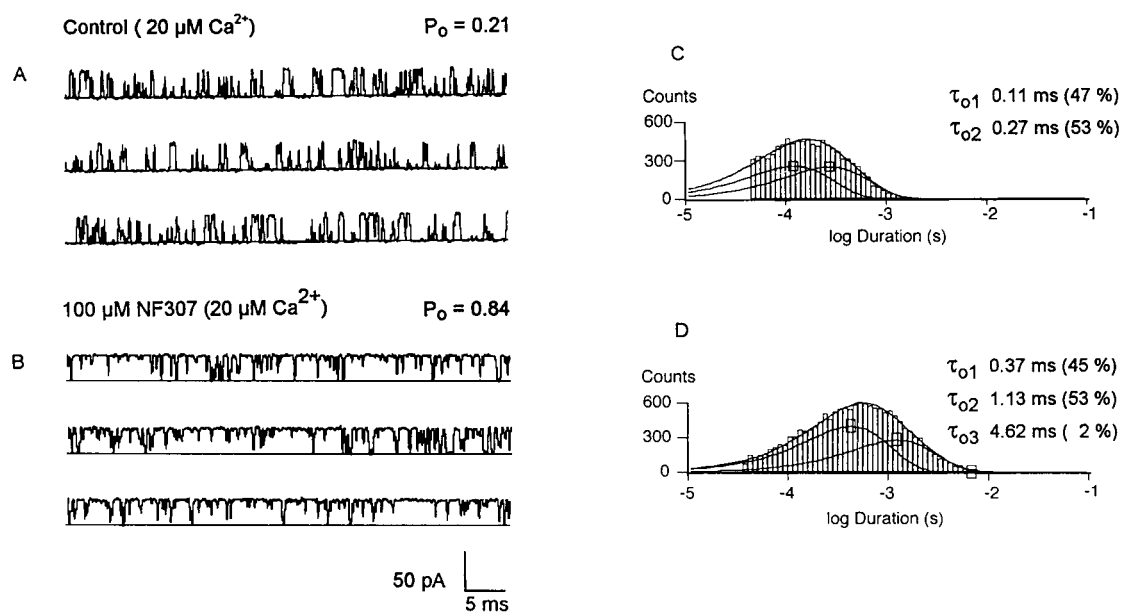 Control ( 20 µM Ca²⁺) Pₒ = 0.21
A
100 µM NF307 (20 µM Ca²⁺) Pₒ = 0.84
B
50 pA
5 ms
C
Counts
τₒ₁ 0.11 ms (47 %)
τₒ₂ 0.27 ms (53 %)
600
300
0
-5 -4 -3 -2 -1
log Duration (s)
D
Counts
τₒ₁ 0.37 ms (45 %)
τₒ₂ 1.13 ms (53 %)
τₒ₃ 4.62 ms ( 2 %)
600
300
0
-5 -4 -3 -2 -1
log Duration (s)